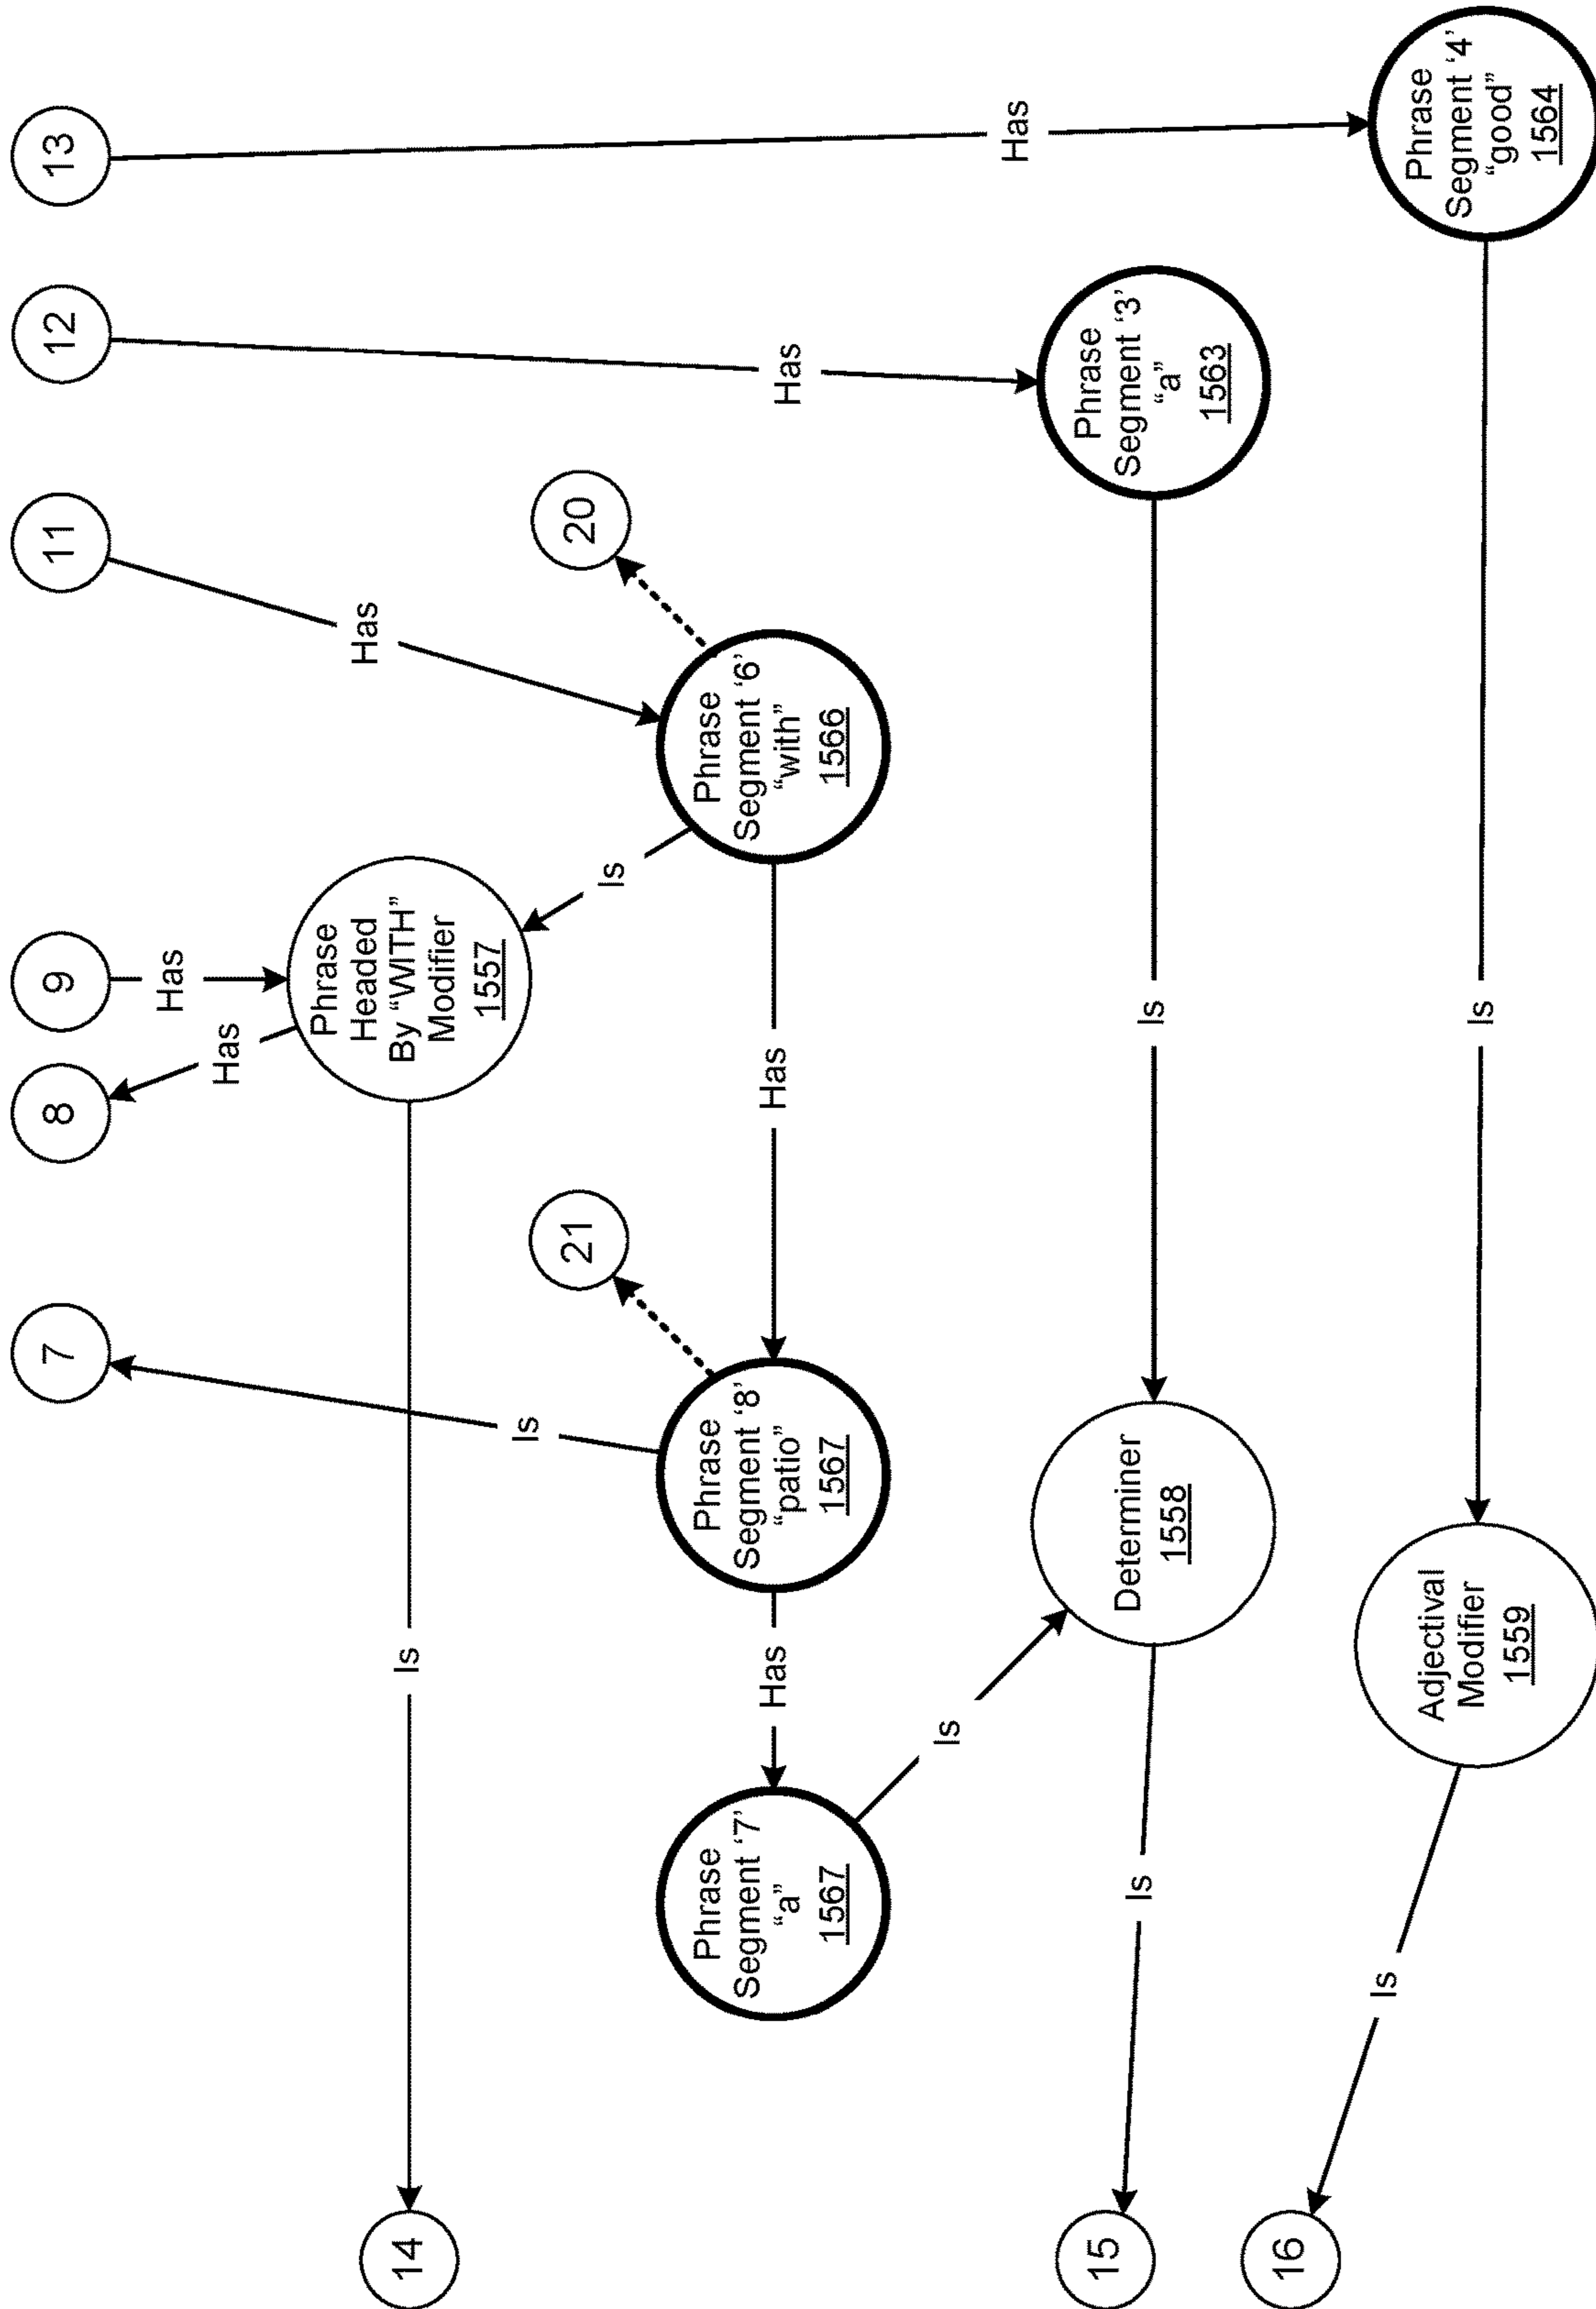 7
8
9
11
12
13
Has
Has
Has
14
Is
Phrase
Headed
By “WITH”
Modifier
1557
Is
21
20
Is
Phrase
Segment ‘7’
“a”
1567
Has
Phrase
Segment ‘8’
“patio”
1567
Has
Phrase
Segment ‘6’
“with”
1566
Has
Is
Has
15
Is
Determiner
1558
Is
Phrase
Segment ‘3’
“a”
1563
16
Is
Adjectival
Modifier
1559
Is
Phrase
Segment ‘4’
“good”
1564